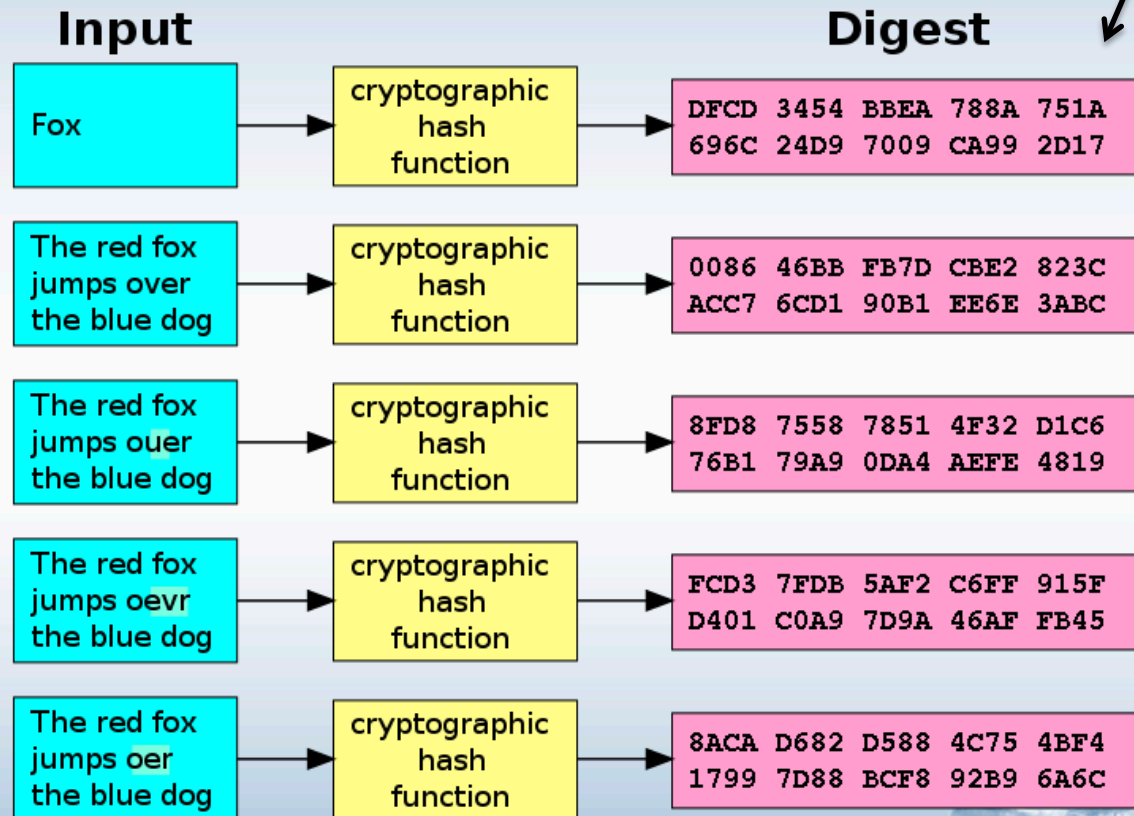 Input
Digest
Fox
cryptographic
hash
function
DFCD 3454 BBEA 788A 751A
696C 24D9 7009 CA99 2D17
The red fox
jumps over
the blue dog
cryptographic
hash
function
0086 46BB FB7D CBE2 823C
ACC7 6CD1 90B1 EE6E 3ABC
The red fox
jumps ouer
the blue dog
cryptographic
hash
function
8FD8 7558 7851 4F32 D1C6
76B1 79A9 0DA4 AEFE 4819
The red fox
jumps oevr
the blue dog
cryptographic
hash
function
FCD3 7FDB 5AF2 C6FF 915F
D401 C0A9 7D9A 46AF FB45
The red fox
jumps oer
the blue dog
cryptographic
hash
function
8ACA D682 D588 4C75 4BF4
1799 7D88 BCF8 92B9 6A6C